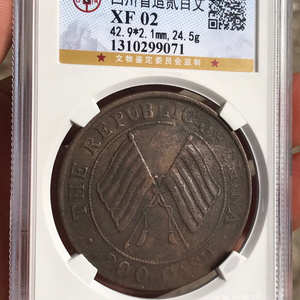 四川省造贰百文
XF 02
42.9*2.1mm,24.5g
1310299071
★ 文物鉴定委员会监制 ★
THE REPUBLIC OF CHINA
200 CASH